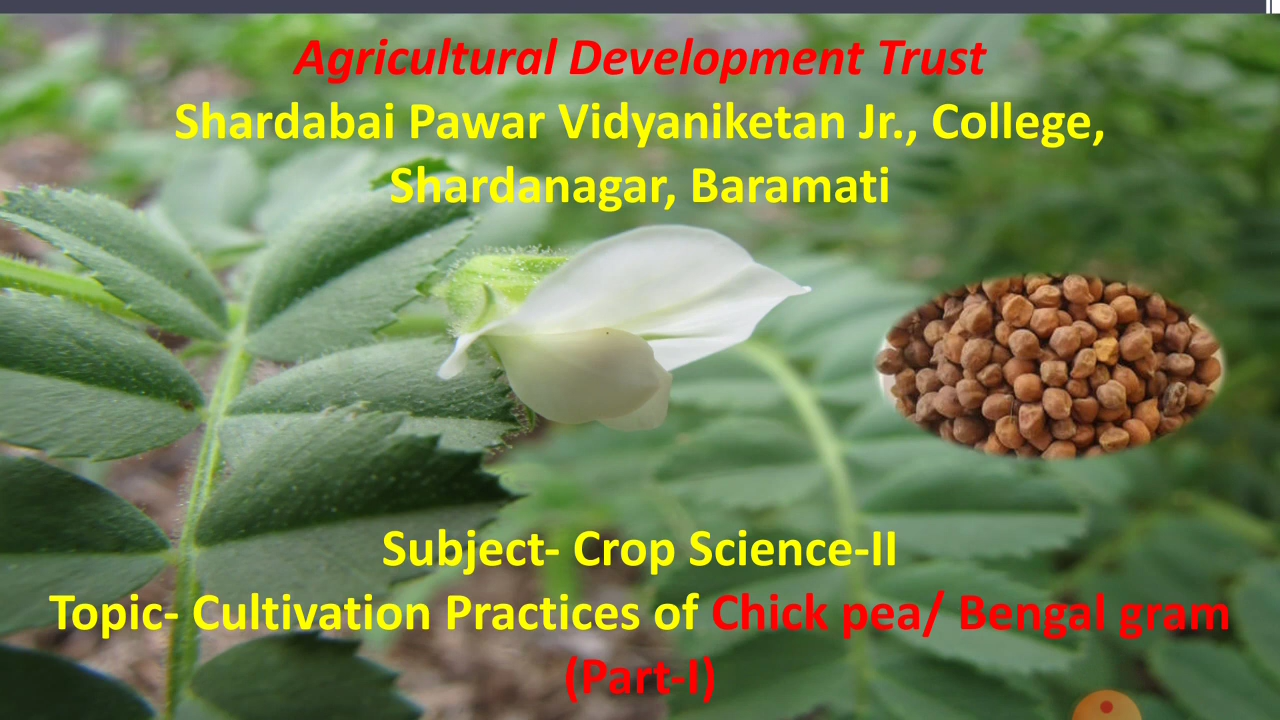 Agricultural Development Trust
Shardabai Pawar Vidyaniketan Jr., College,
Shardanagar, Baramati
Subject- Crop Science-II
Topic- Cultivation Practices of Chick pea/ Bengal gram
(Part-I)